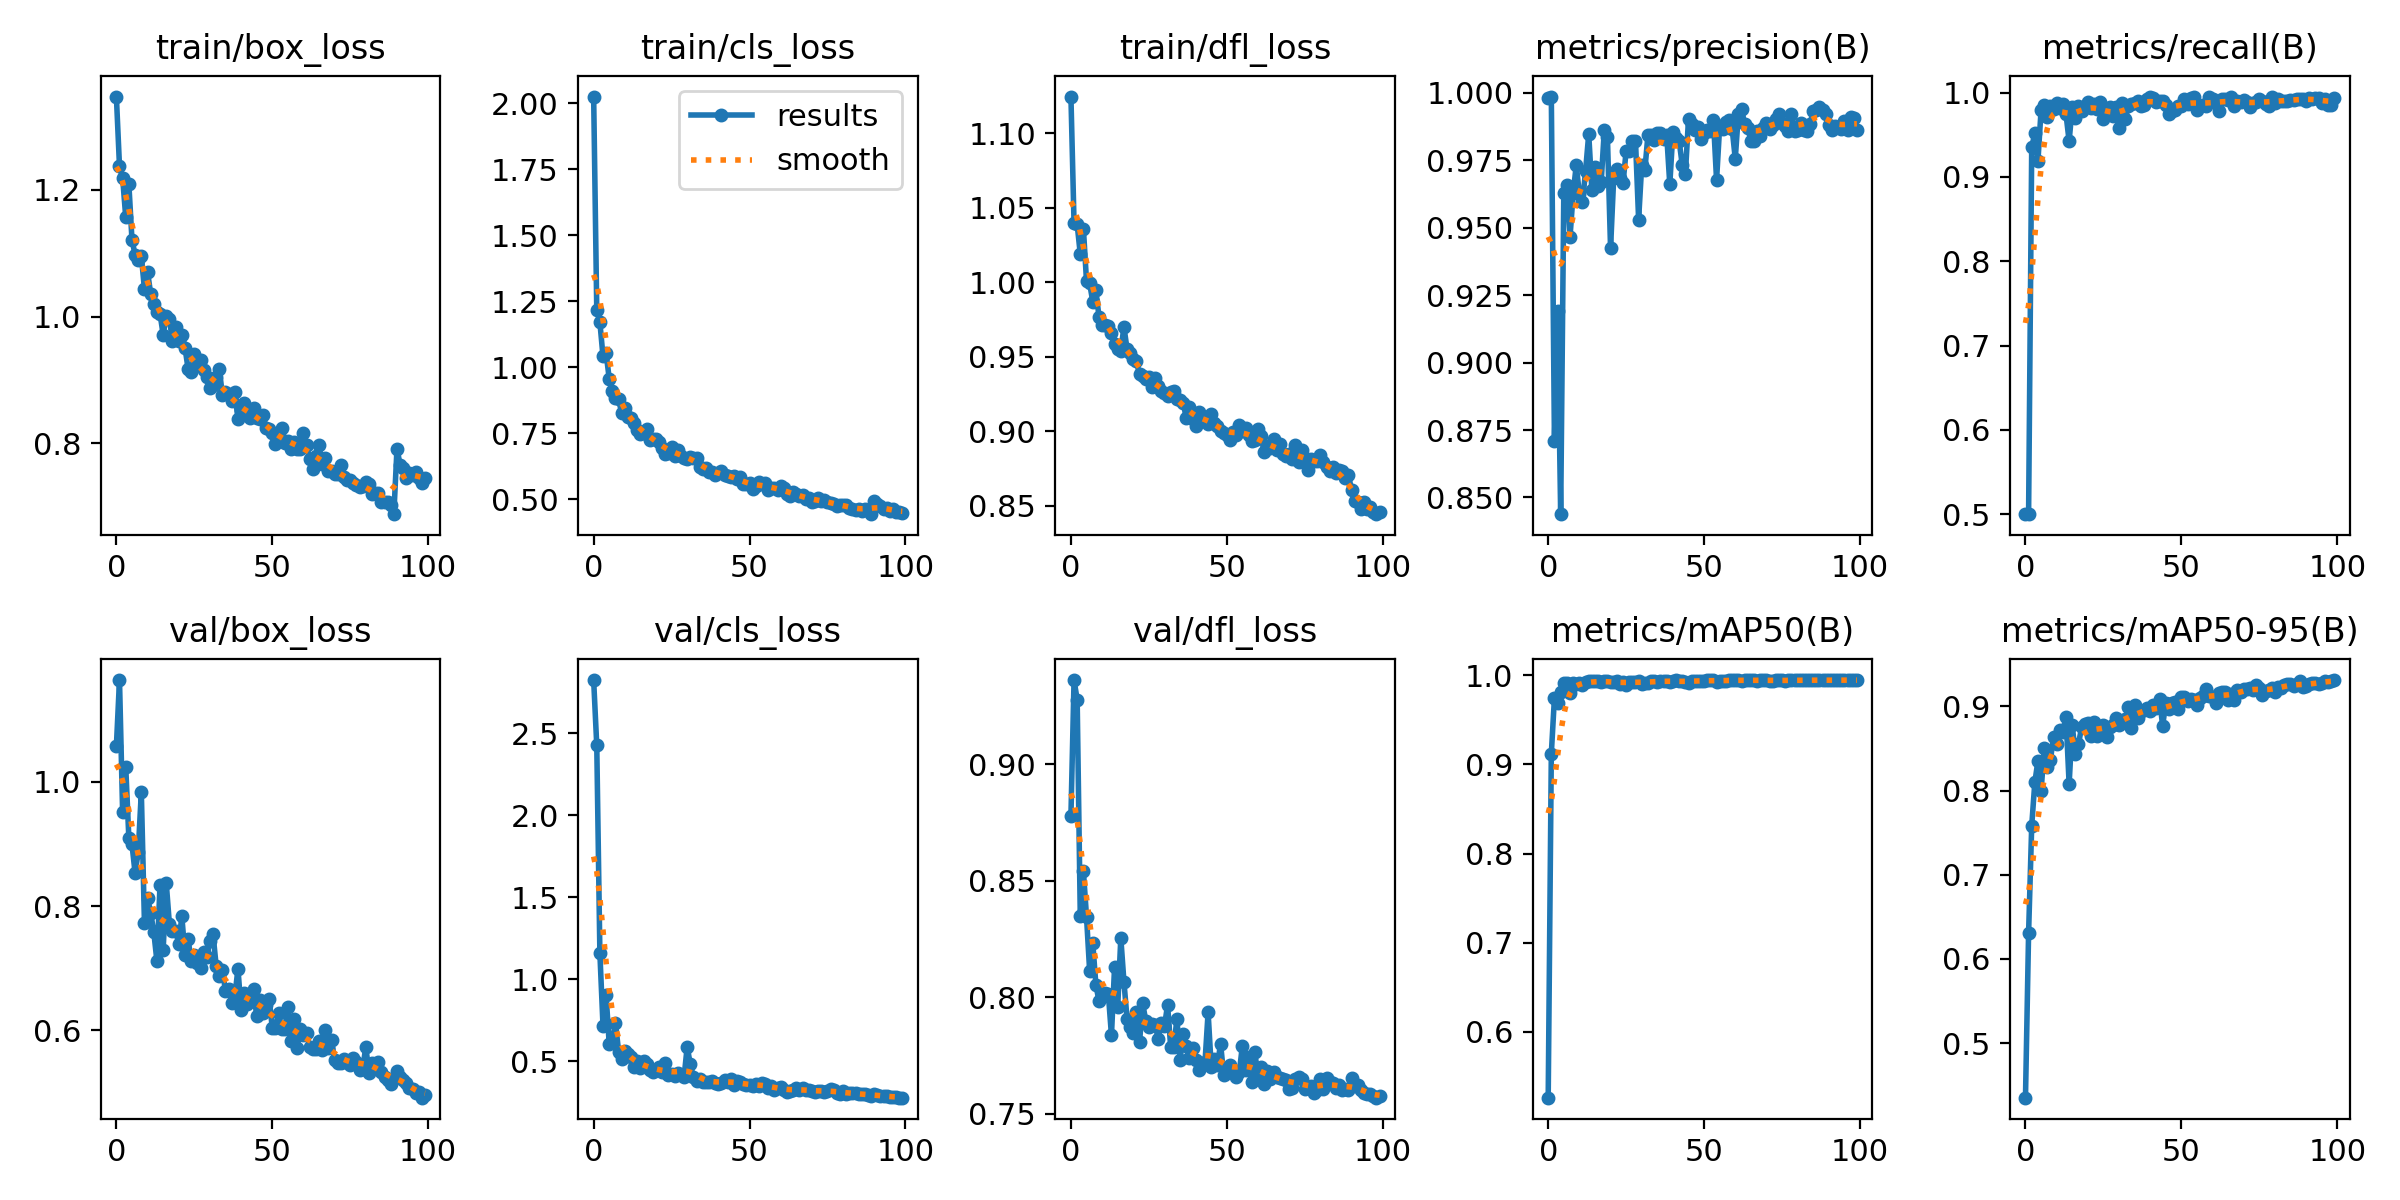 train/box_loss
1.2
1.0
0.8
0 50 100
train/cls_loss
results
smooth
2.00
1.75
1.50
1.25
1.00
0.75
0.50
0 50 100
train/dfl_loss
1.10
1.05
1.00
0.95
0.90
0.85
0 50 100
metrics/precision(B)
1.000
0.975
0.950
0.925
0.900
0.875
0.850
0 50 100
metrics/recall(B)
1.0
0.9
0.8
0.7
0.6
0.5
0 50 100
val/box_loss
1.0
0.8
0.6
0 50 100
val/cls_loss
2.5
2.0
1.5
1.0
0.5
0 50 100
val/dfl_loss
0.90
0.85
0.80
0.75
0 50 100
metrics/mAP50(B)
1.0
0.9
0.8
0.7
0.6
0 50 100
metrics/mAP50-95(B)
0.9
0.8
0.7
0.6
0.5
0 50 100